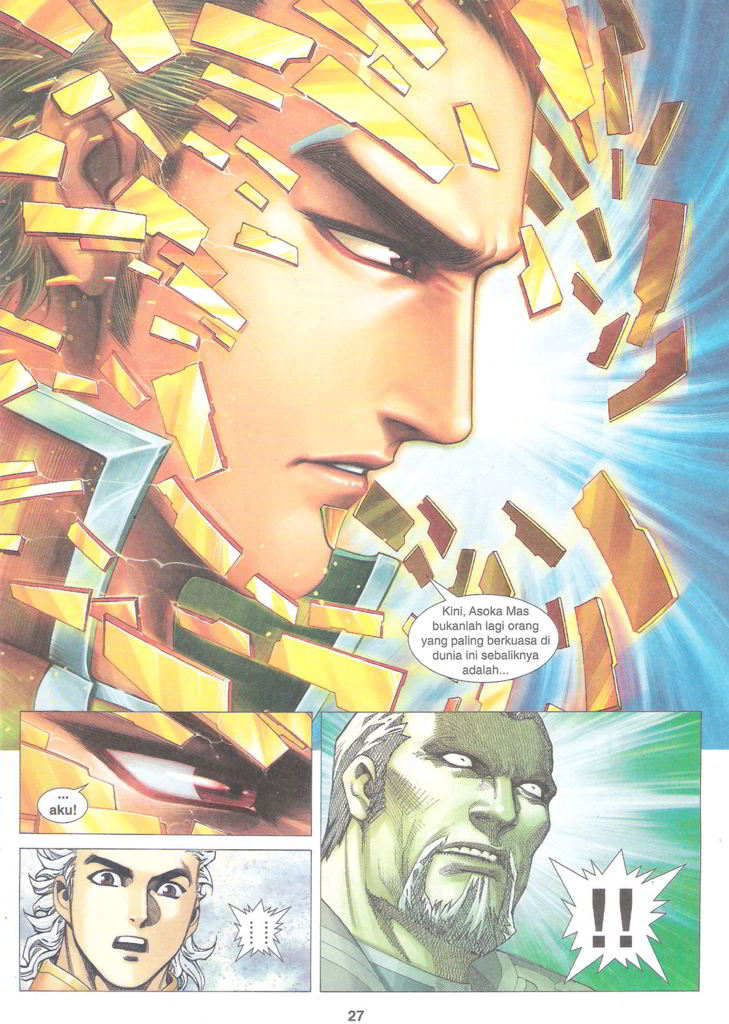 Kini, Asoka Mas
bukanlah lagi orang
yang paling berkuasa di
dunia ini sebaliknya
adalah...
...
aku!
!!
......
27